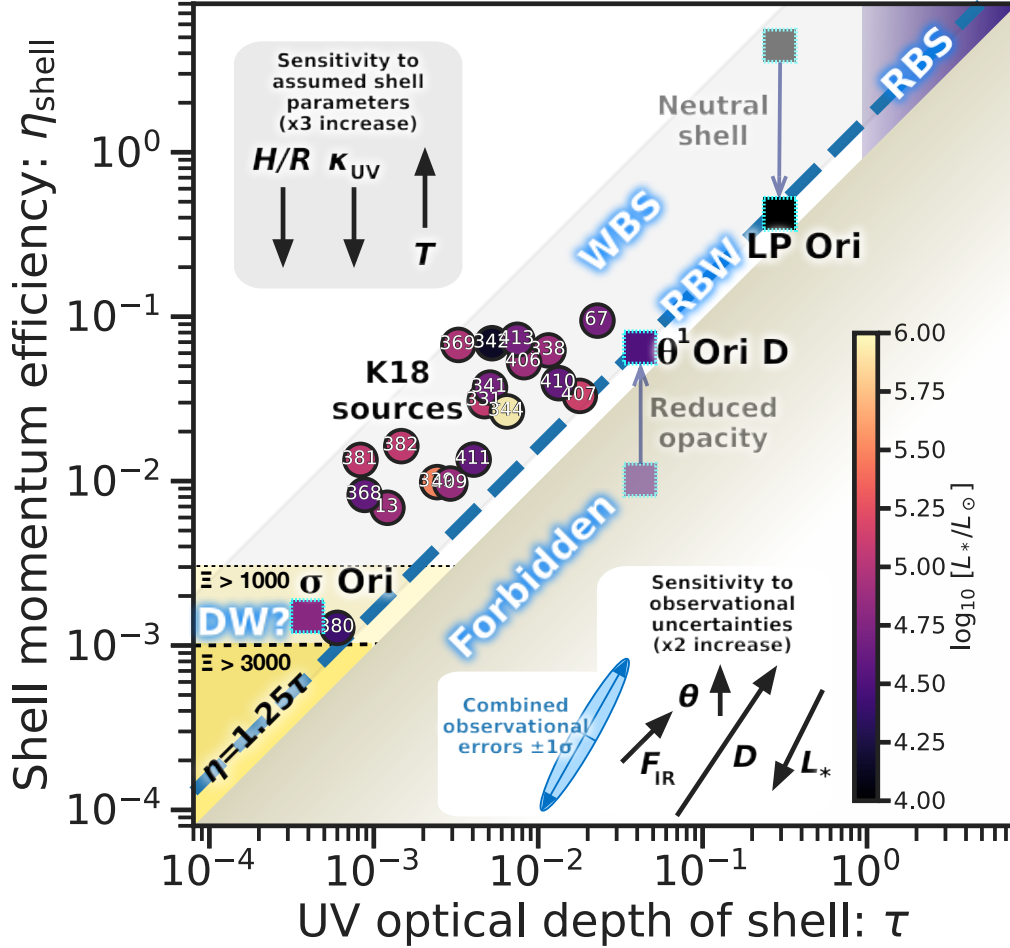 Shell momentum efficiency: η_shell
10⁰
10⁻¹
10⁻²
10⁻³
10⁻⁴
Sensitivity to
assumed shell
parameters
(x3 increase)
H/R κ_UV
T
Neutral
shell
RBS
WBS
LP Ori
RBW
67
369 342 413 338
406
θ¹ Ori D
K18
sources
341 410 407
331 344
Reduced
opacity
382
381 411
409
368 13
Forbidden
Ξ > 1000
σ Ori
DW?
380
Ξ > 3000
η=1.25τ
Sensitivity to
observational
uncertainties
(x2 increase)
Combined
observational
errors ±1σ
θ
F_IR D L_*
6.00
5.75
5.50
5.25
5.00
4.75
4.50
4.25
4.00
log₁₀ [L_*/L_⊙]
10⁻⁴ 10⁻³ 10⁻² 10⁻¹ 10⁰
UV optical depth of shell: τ